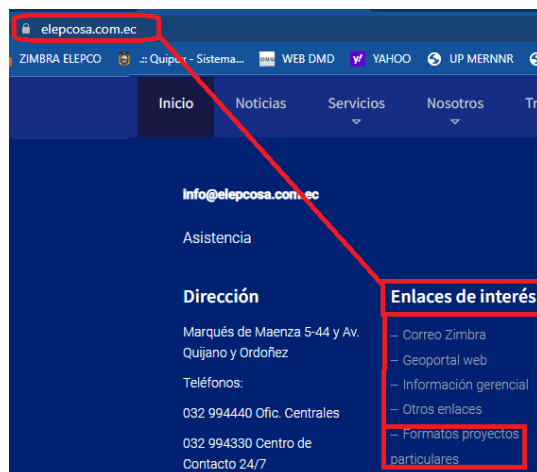 elepcosa.com.ec
ZIMBRA ELEPCO .:: Quipux - Sistema... WEB DMD YAHOO UP MERNNR
Inicio Noticias Servicios Nosotros
info@elepcosa.com.ec
Asistencia
Dirección
Marqués de Maenza 5-44 y Av.
Quijano y Ordoñez
Teléfonos:
032 994440 Ofic. Centrales
032 994330 Centro de
Contacto 24/7
Enlaces de interés
– Correo Zimbra
– Geoportal web
– Información gerencial
– Otros enlaces
– Formatos proyectos
particulares